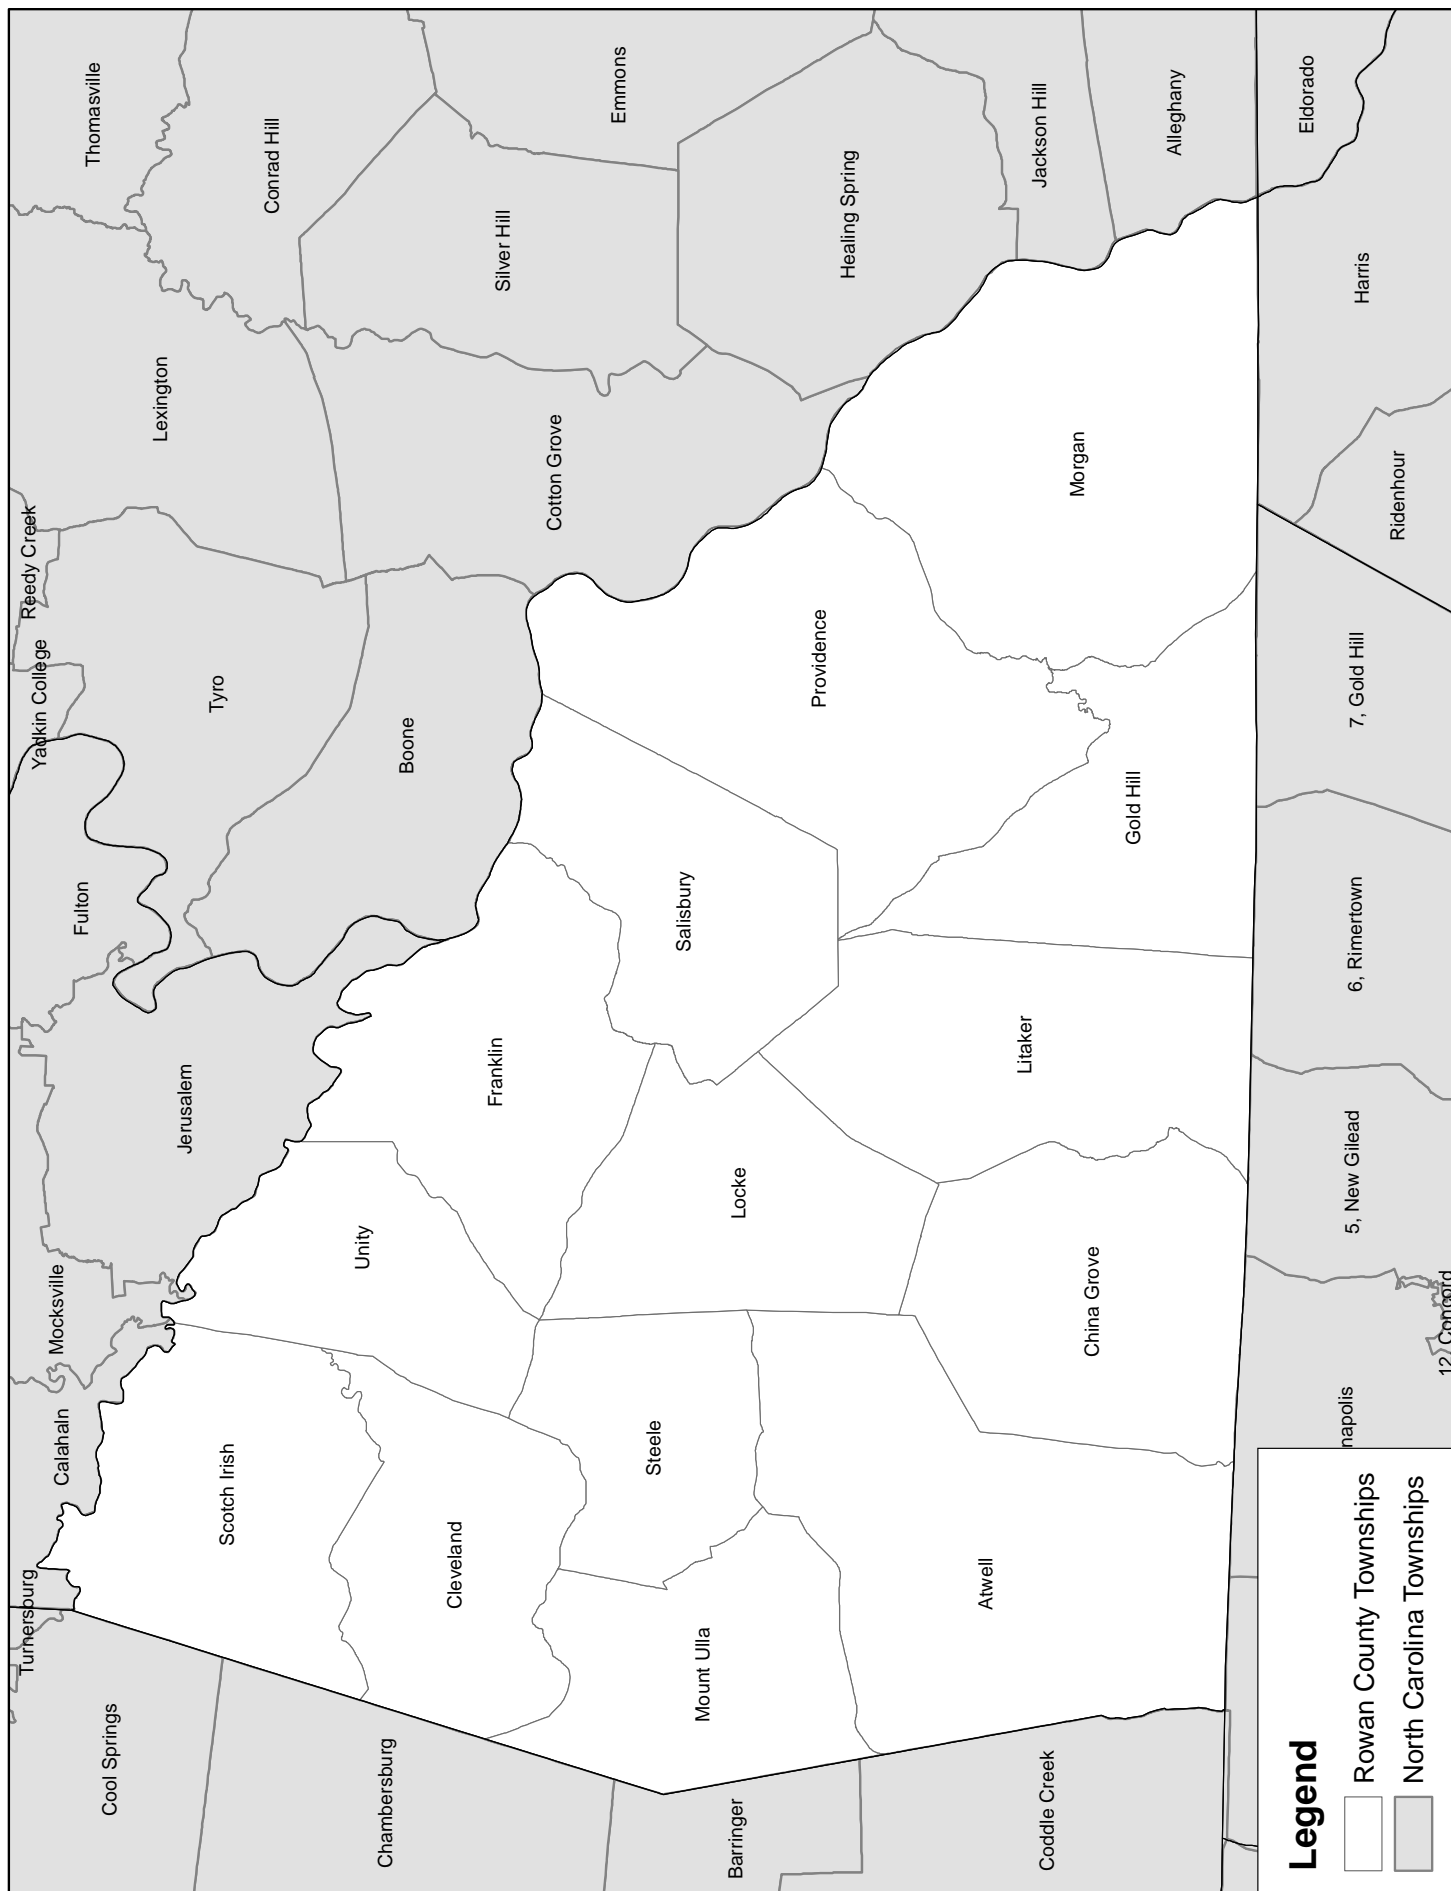 Turnersburg
Calahaln
Mocksville
Fulton
Yadkin College
Reedy Creek
Thomasville
Cool Springs
Scotch Irish
Jerusalem
Tyro
Lexington
Conrad Hill
Chambersburg
Cleveland
Unity
Franklin
Boone
Cotton Grove
Silver Hill
Emmons
Barringer
Mount Ulla
Steele
Locke
Salisbury
Providence
Healing Spring
Coddle Creek
Atwell
China Grove
Litaker
Gold Hill
Morgan
Jackson Hill
Alleghany
napolis
12, Concord
5, New Gilead
6, Rimertown
7, Gold Hill
Ridenhour
Harris
Eldorado
Legend
Rowan County Townships
North Carolina Townships